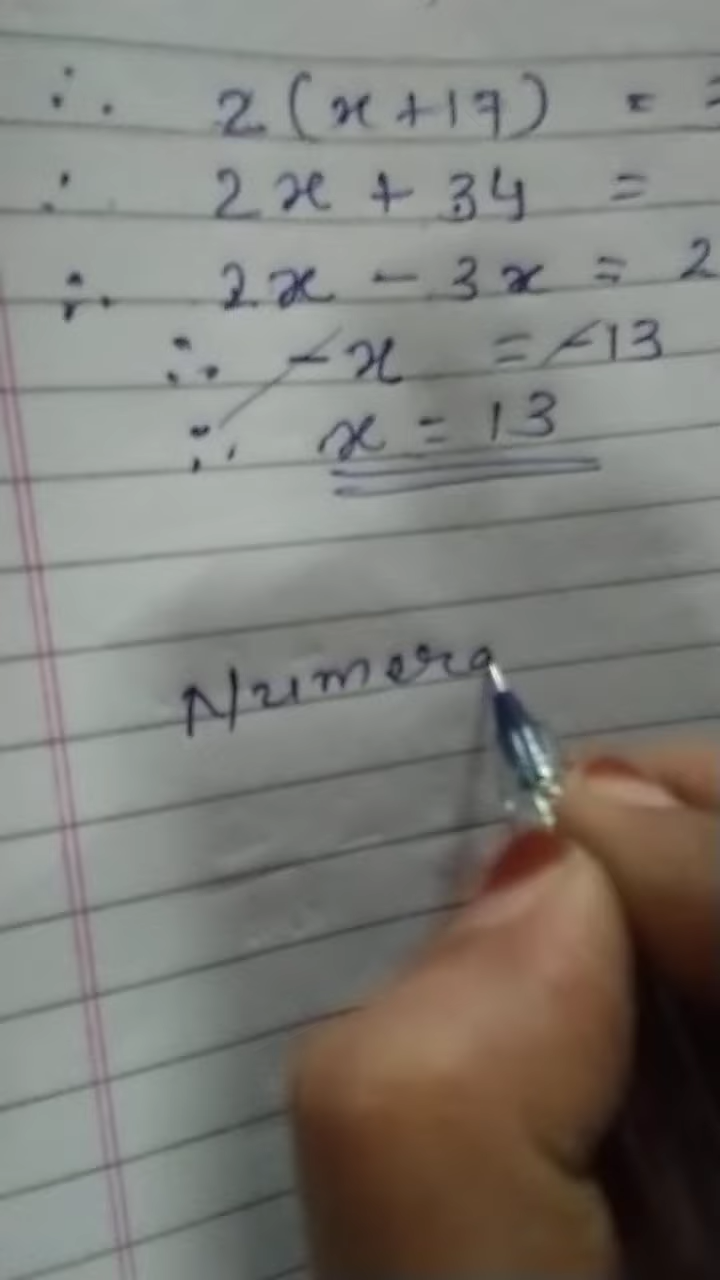 ∴ 2(x+17) = 
∴ 2x + 34 =
∴ 2x - 3x = 2
∴ -x = -13
∴ x = 13
Numera